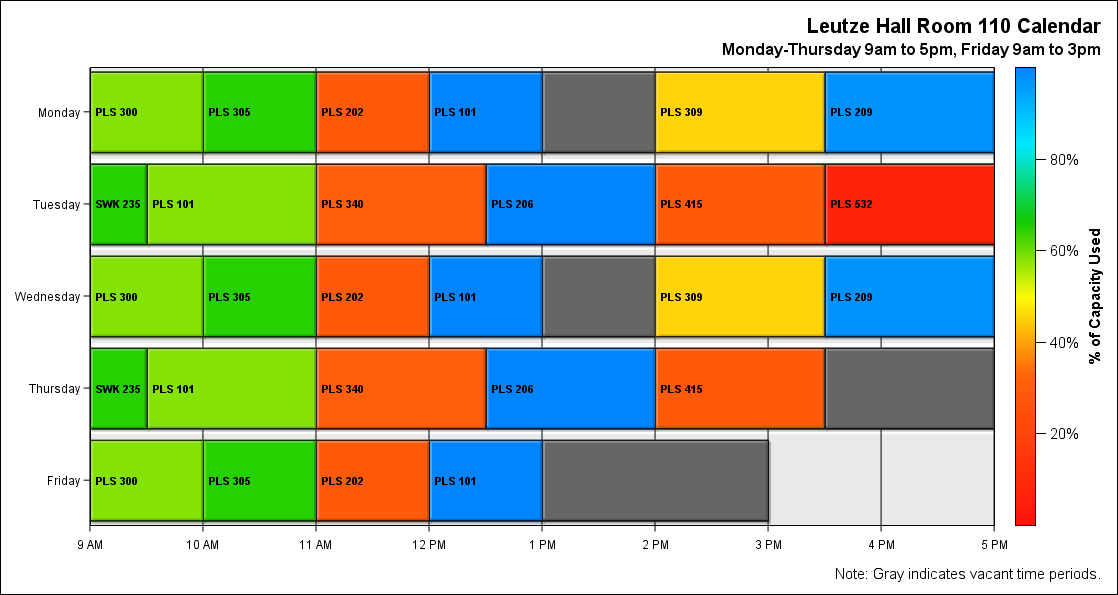 Leutze Hall Room 110 Calendar
Monday-Thursday 9am to 5pm, Friday 9am to 3pm
Monday
PLS 300 PLS 305 PLS 202 PLS 101 PLS 309 PLS 209
Tuesday
SWK 235 PLS 101 PLS 340 PLS 206 PLS 415 PLS 532
Wednesday
PLS 300 PLS 305 PLS 202 PLS 101 PLS 309 PLS 209
Thursday
SWK 235 PLS 101 PLS 340 PLS 206 PLS 415
Friday
PLS 300 PLS 305 PLS 202 PLS 101
9 AM 10 AM 11 AM 12 PM 1 PM 2 PM 3 PM 4 PM 5 PM
80%
60%
40%
20%
% of Capacity Used
Note: Gray indicates vacant time periods.